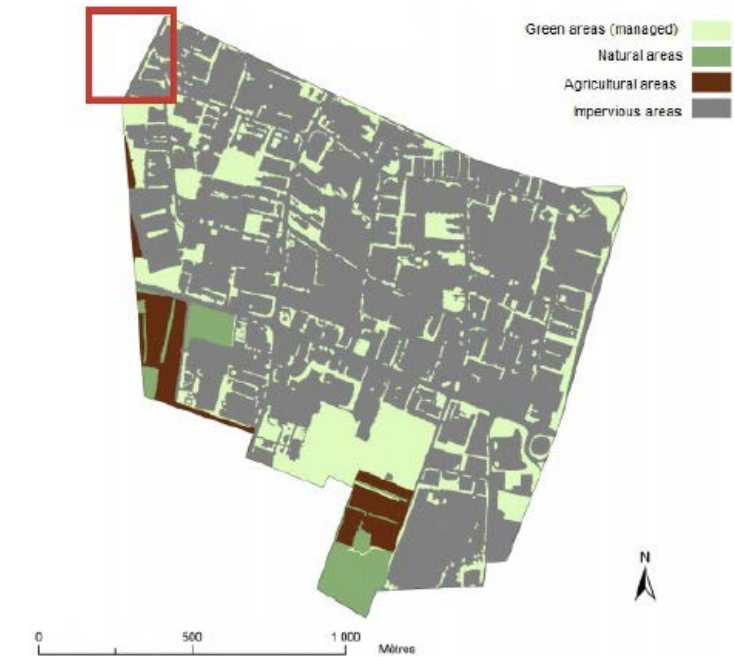 Green areas (managed)
Natural areas
Agricultural areas
Impervious areas
N
0 500 1 000
Mètres